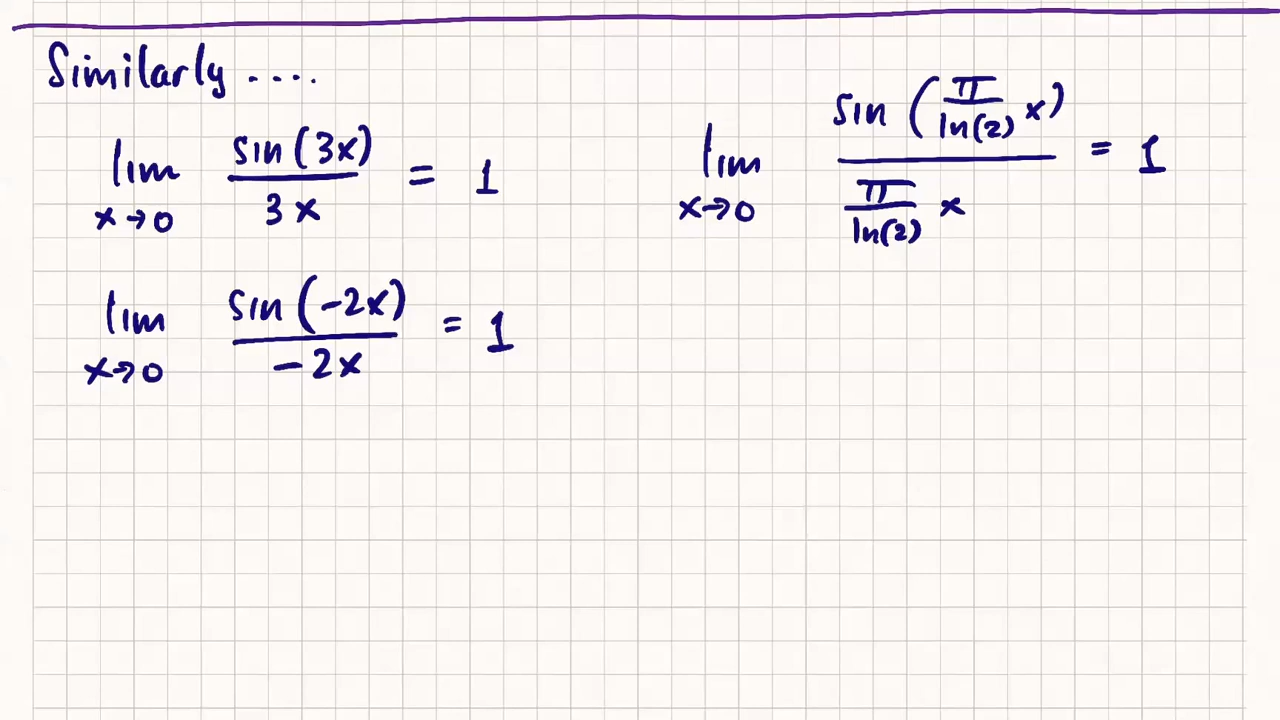 Similarly ....
lim x→0 sin(3x) / 3x = 1
lim x→0 sin(-2x) / -2x = 1
lim x→0 sin(π/ln(2) x) / π/ln(2) x = 1